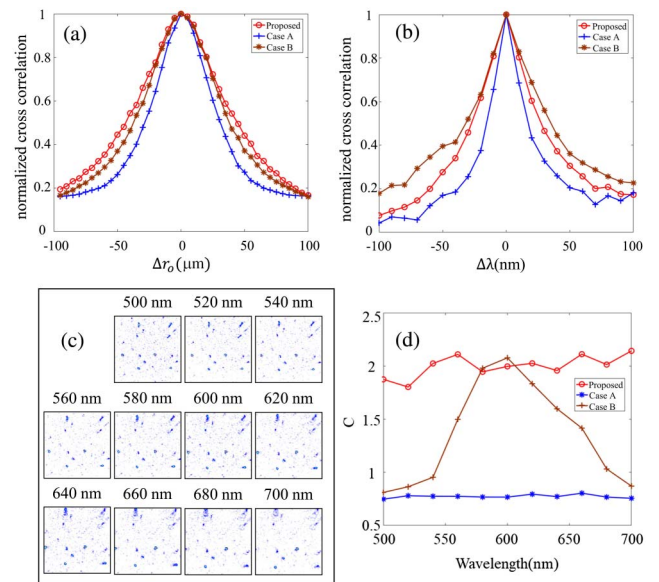 (a)
Proposed
Case A
Case B
normalized cross correlation
1
0.8
0.6
0.4
0.2
0
-100 -50 0 50 100
Δr₀(μm)
(b)
Proposed
Case A
Case B
normalized cross correlation
1
0.8
0.6
0.4
0.2
0
-100 -50 0 50 100
Δλ(nm)
(c)
500 nm 520 nm 540 nm
560 nm 580 nm 600 nm 620 nm
640 nm 660 nm 680 nm 700 nm
(d)
Proposed
Case A
Case B
C
2.5
2
1.5
1
0.5
500 550 600 650 700
Wavelength(nm)